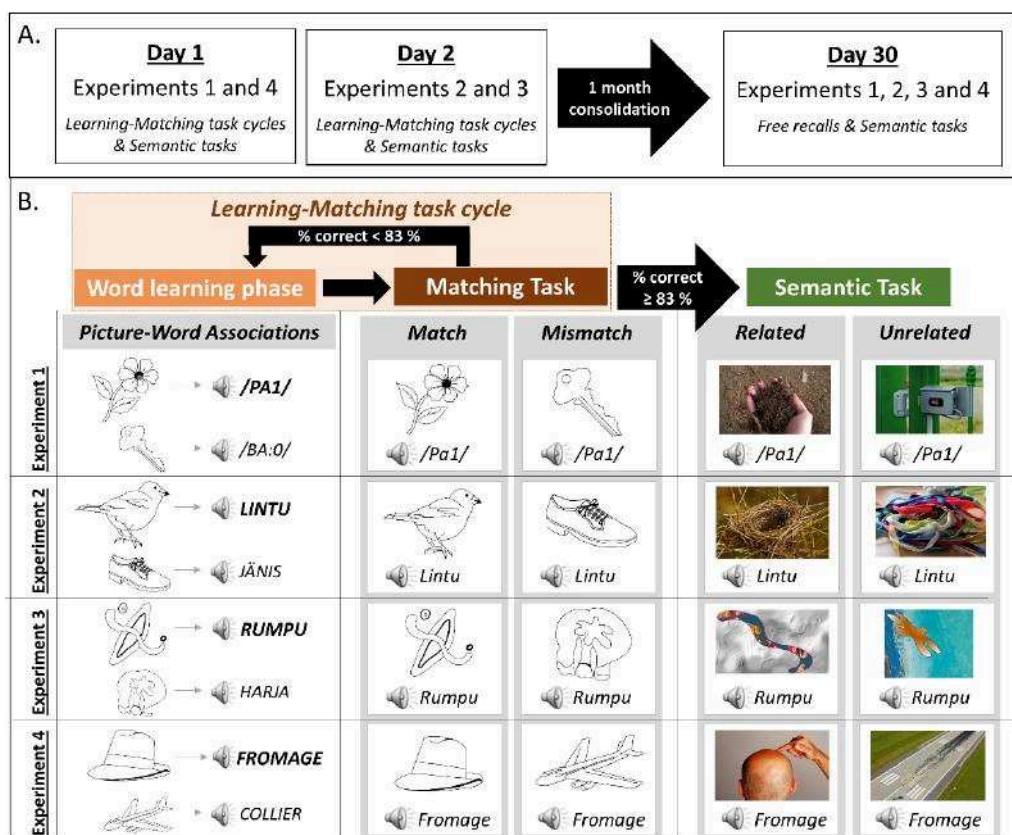 A.
Day 1
Experiments 1 and 4
Learning-Matching task cycles
& Semantic tasks
Day 2
Experiments 2 and 3
Learning-Matching task cycles
& Semantic tasks
1 month
consolidation
Day 30
Experiments 1, 2, 3 and 4
Free recalls & Semantic tasks
B.
Learning-Matching task cycle
% correct < 83 %
Word learning phase
Matching Task
% correct
≥ 83 %
Semantic Task
Picture-Word Associations
Match
Mismatch
Related
Unrelated
Experiment 1
/PA1/
/BA:0/
/Pa1/
/Pa1/
/Pa1/
/Pa1/
Experiment 2
LINTU
JÄNIS
Lintu
Lintu
Lintu
Lintu
Experiment 3
RUMPU
HARJA
Rumpu
Rumpu
Rumpu
Rumpu
Experiment 4
FROMAGE
COLLIER
Fromage
Fromage
Fromage
Fromage